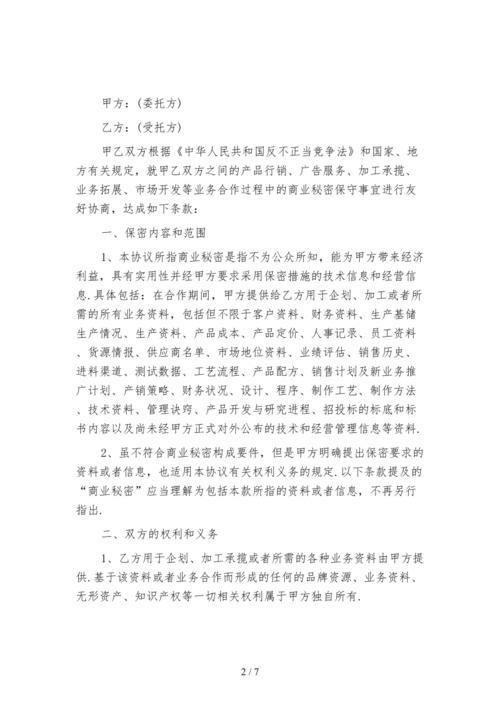 甲方：(委托方)
乙方：(受托方)
甲乙双方根据《中华人民共和国反不正当竞争法》和国家、地
方有关规定，就甲乙双方之间的产品行销、广告服务、加工承揽、
业务拓展、市场开发等业务合作过程中的商业秘密保守事宜进行友
好协商，达成如下条款：
一、保密内容和范围
1、本协议所指商业秘密是指不为公众所知，能为甲方带来经济
利益，具有实用性并经甲方要求采用保密措施的技术信息和经营信
息.具体包括：在合作期间，甲方提供给乙方用于企划、加工或者所
需的所有业务资料，包括但不限于客户资料、财务资料、生产基储
生产情况、生产资料、产品成本、产品定价、人事记录、员工资料
、货源情报、供应商名单、市场地位资料、业绩评估、销售历史、
进料渠道、测试数据、工艺流程、产品配方、销售计划及新业务推
广计划、产销策略、财务状况、设计、程序、制作工艺、制作方法
、技术资料、管理诀窍、产品开发与研究进程、招投标的标底和标
书内容以及尚未经甲方正式对外公布的技术和经营管理信息等资料.
2、虽不符合商业秘密构成要件，但是甲方明确提出保密要求的
资料或者信息，也适用本协议有关权利义务的规定.以下条款提及的
“商业秘密”应当理解为包括本款所指的资料或者信息，不再另行
指出.
二、双方的权利和义务
1、乙方用于企划、加工承揽或者所需的各种业务资料由甲方提
供.基于该资料或者业务合作而形成的任何的品牌资源、业务资料、
无形资产、知识产权等一切相关权利属于甲方独自所有.
2 / 7